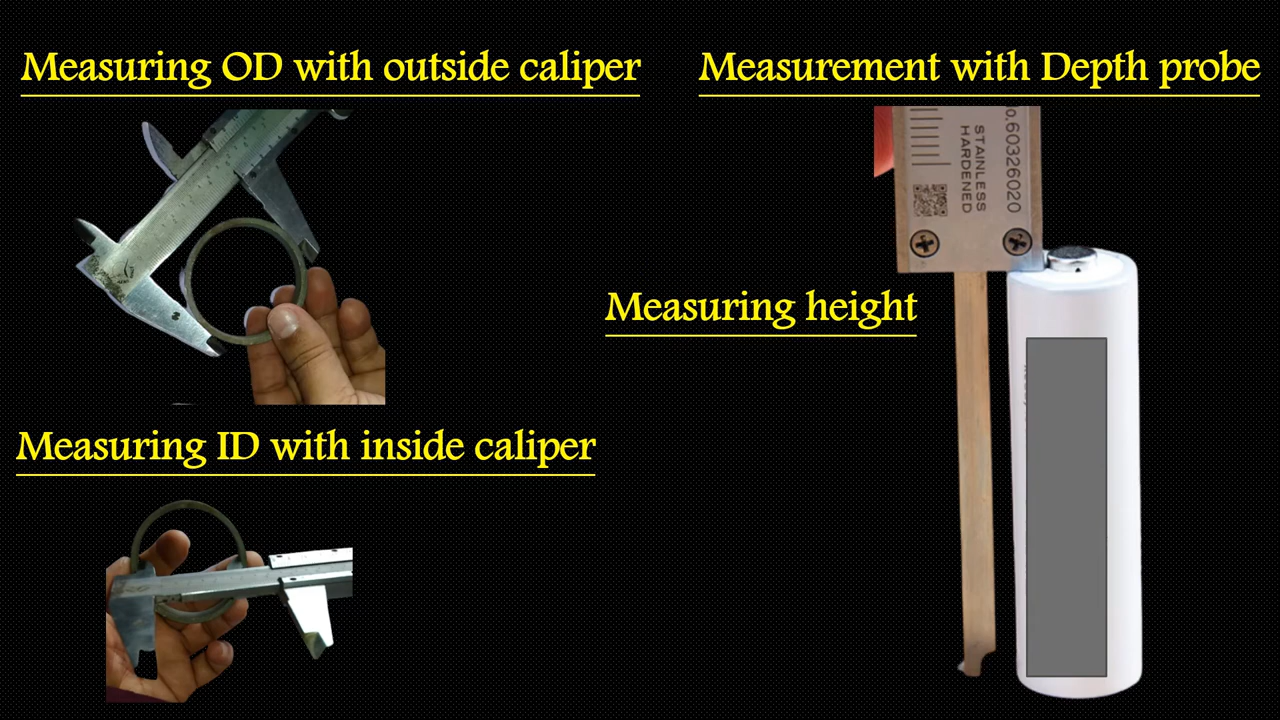 Measuring OD with outside caliper
Measurement with Depth probe
No.60326020
STAINLESS
HARDENED
Measuring height
Measuring ID with inside caliper